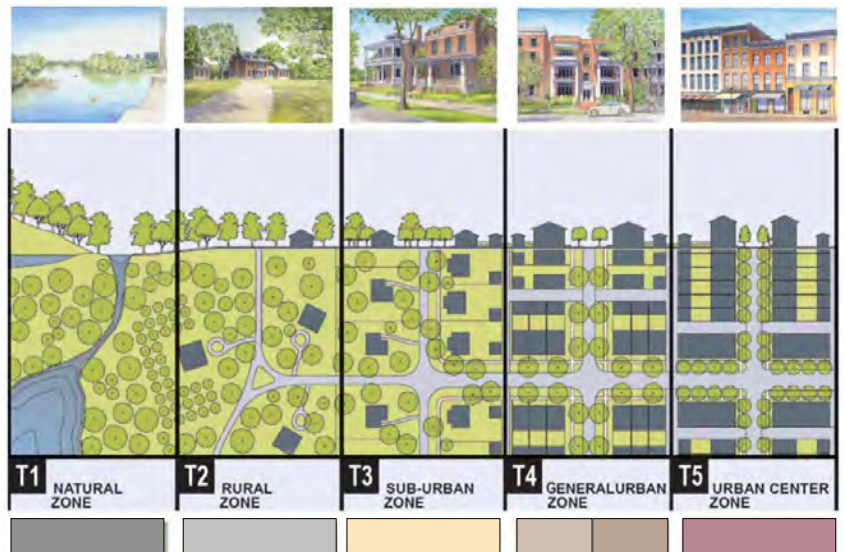 T1 NATURAL
ZONE
T2 RURAL
ZONE
T3 SUB-URBAN
ZONE
T4 GENERALURBAN
ZONE
T5 URBAN CENTER
ZONE